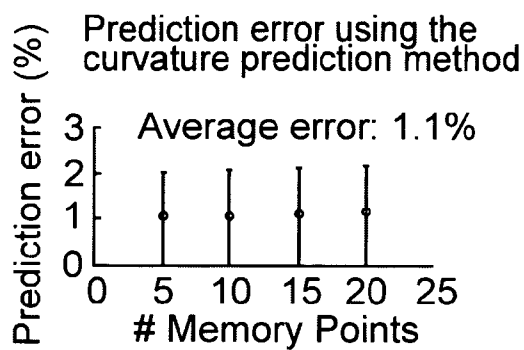 Prediction error using the
curvature prediction method
Prediction error (%)
Average error: 1.1%
3
2
1
0
0 5 10 15 20 25
# Memory Points